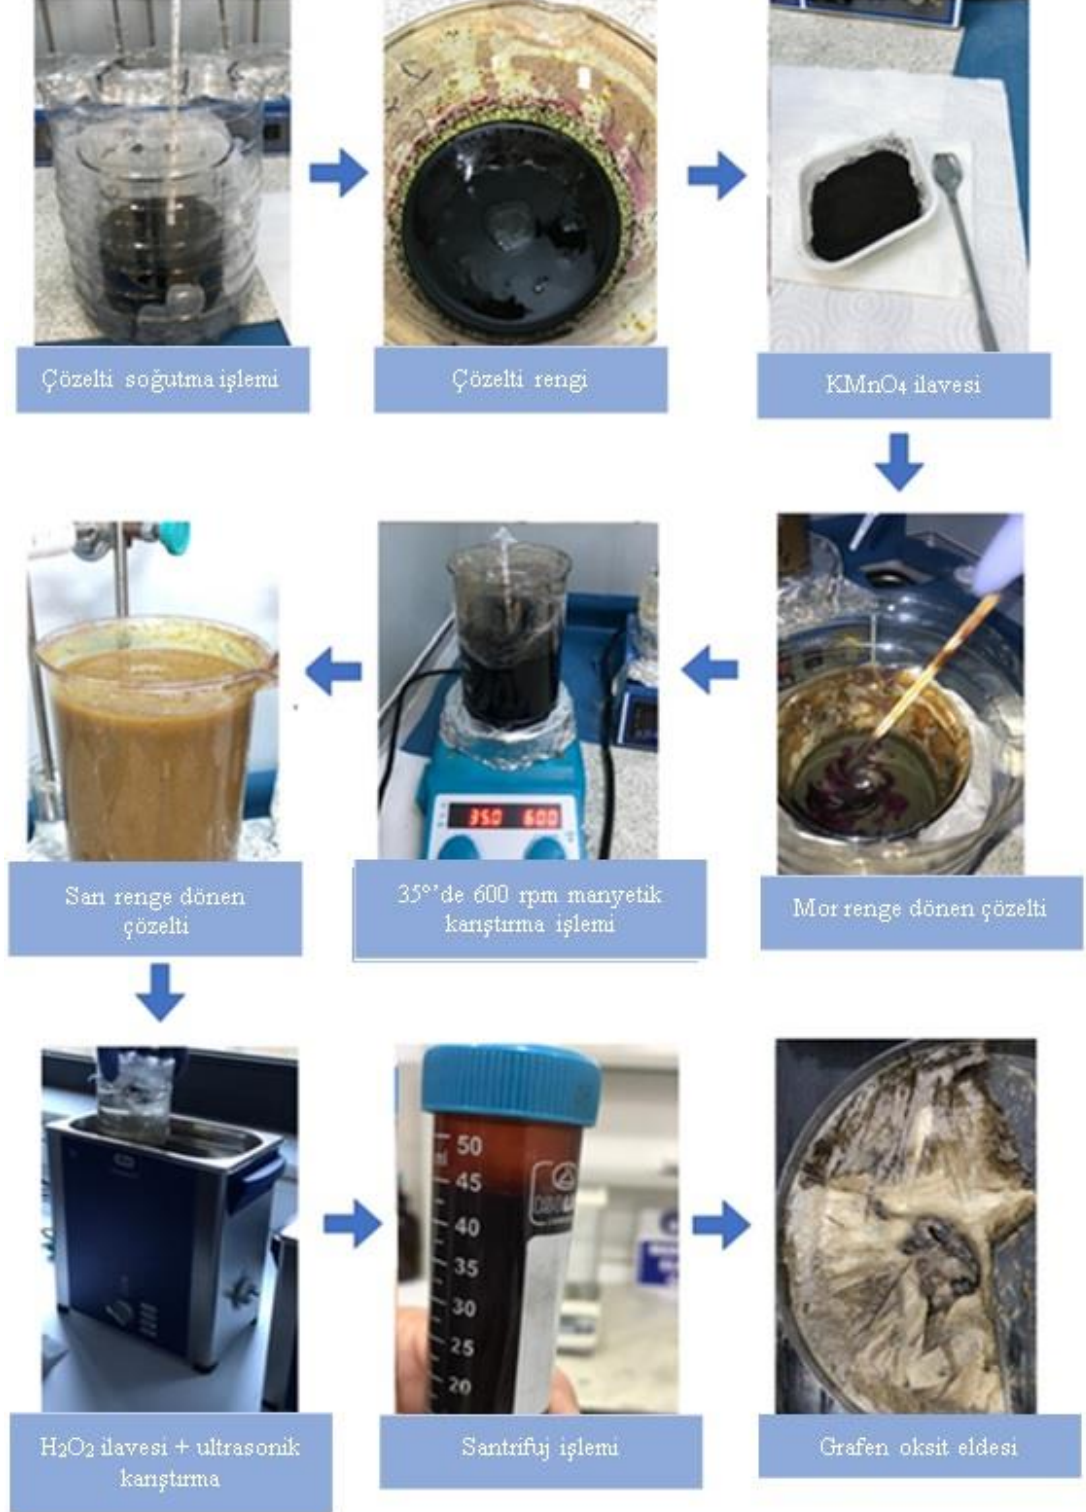 Çözelti soğutma işlemi
Çözelti rengi
KMnO4 ilavesi
Sarı renge dönen
çözelti
35°'de 600 rpm manyetik
karıştırma işlemi
Mor renge dönen çözelti
350 600
50
ml
45
40
35
30
25
20
H2O2 ilavesi + ultrasonik
karıştırma
Santrifuj işlemi
Grafen oksit eldesi